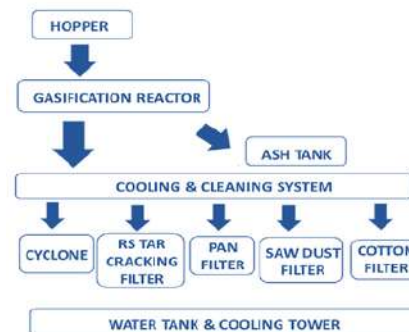 HOPPER
GASIFICATION REACTOR
ASH TANK
COOLING & CLEANING SYSTEM
CYCLONE
RS TAR
CRACKING
FILTER
PAN
FILTER
SAW DUST
FILTER
COTTON
FILTER
WATER TANK & COOLING TOWER